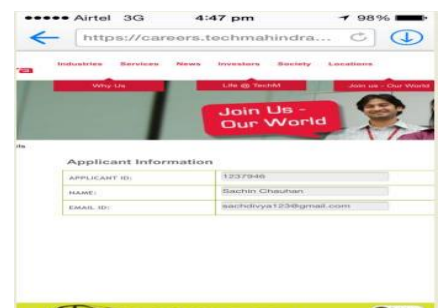 Airtel 3G 4:47 pm 98%
https://careers.techmahindra...
Industries Services News Investors Society Locations
Why Us Life @ TechM Join us - Our World
Join Us -
Our World
Applicant Information
APPLICANT ID: 1237946
NAME: Sachin Chauhan
EMAIL ID: sachdivya123@gmail.com